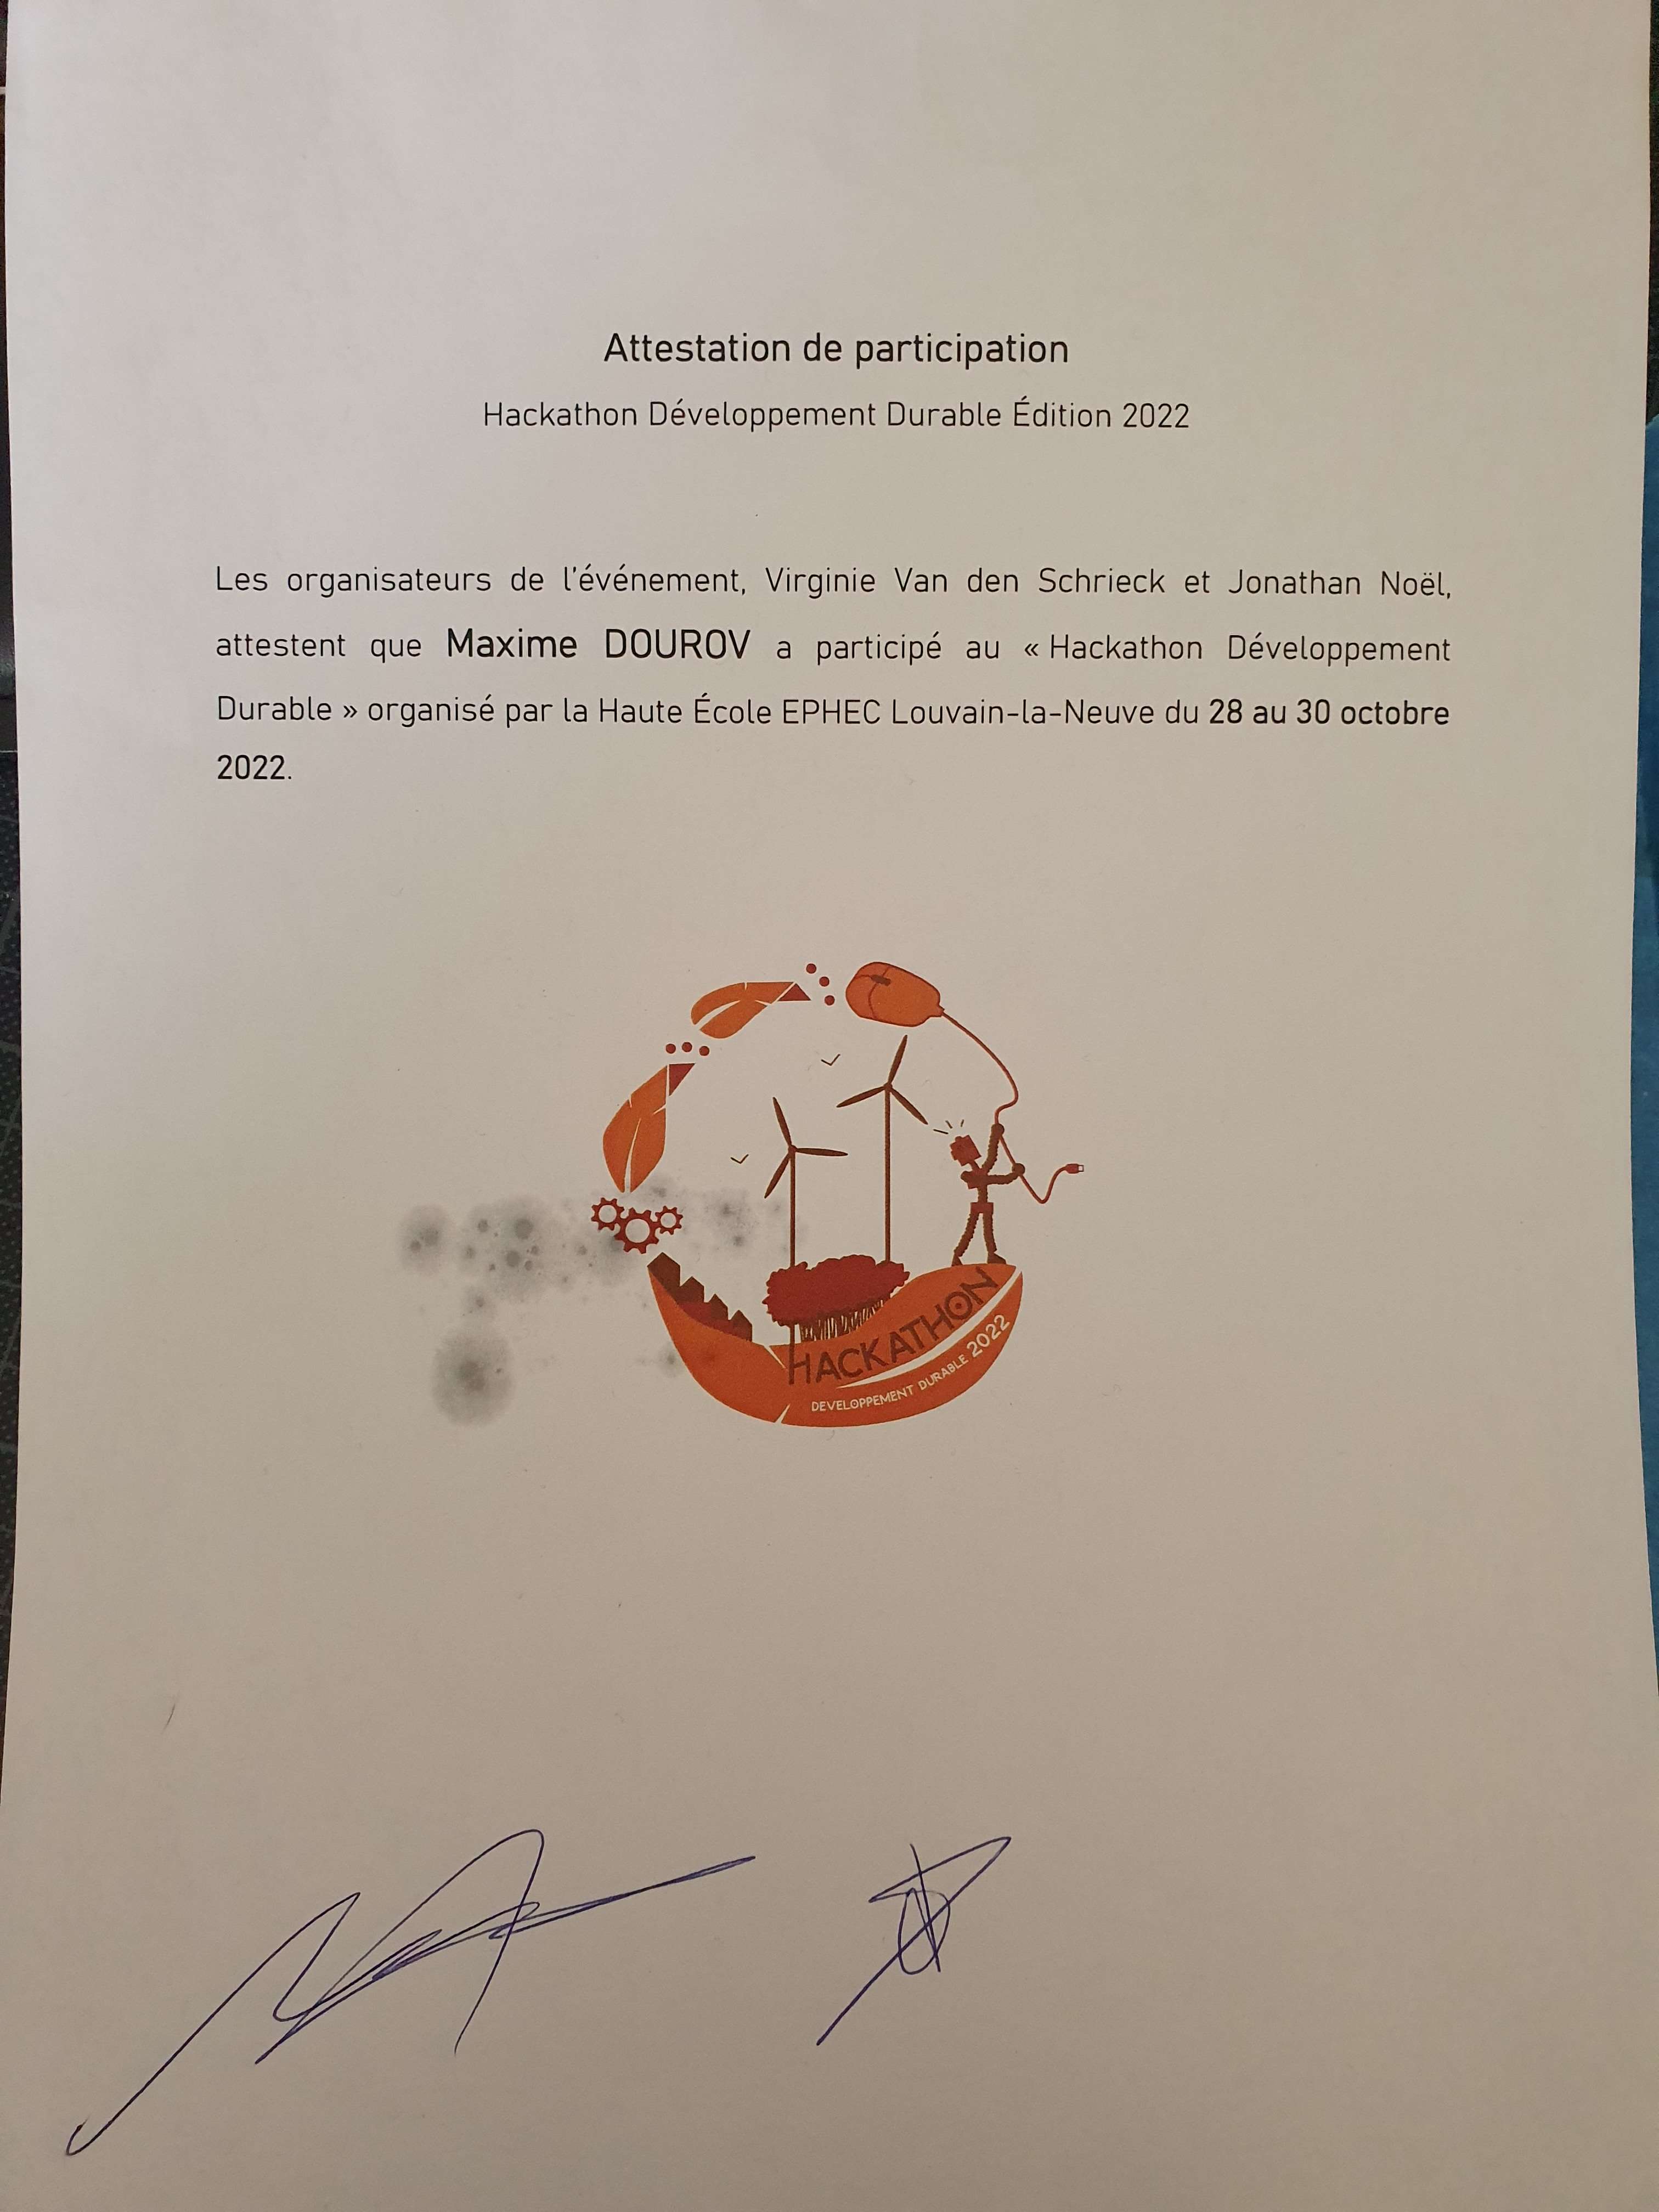 Attestation de participation
Hackathon Développement Durable Édition 2022
Les organisateurs de l'événement, Virginie Van den Schrieck et Jonathan Noël,
attestent que Maxime DOUROV a participé au « Hackathon Développement
Durable » organisé par la Haute École EPHEC Louvain-la-Neuve du 28 au 30 octobre
2022.
HACKATHON
DEVELOPPEMENT DURABLE 2022